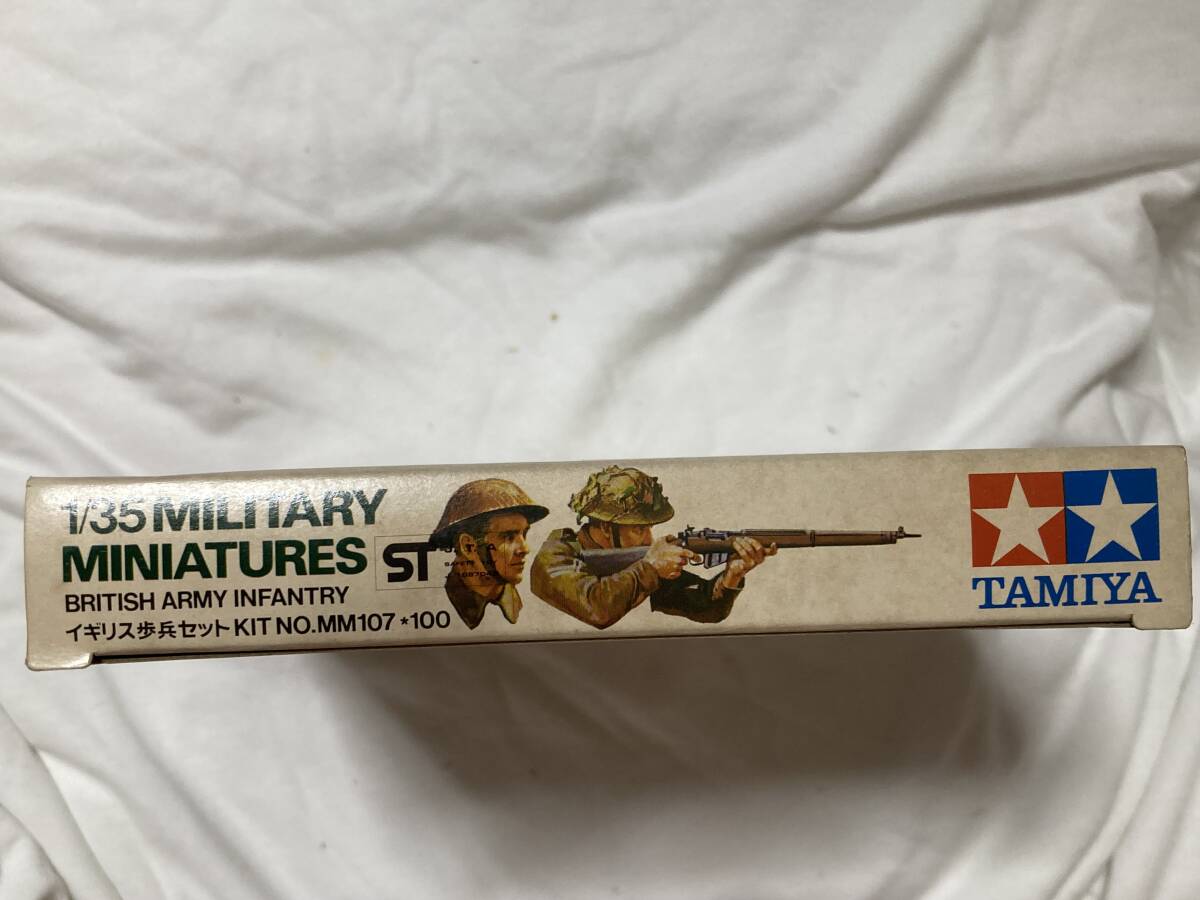 1/35 MILITARY
MINIATURES
BRITISH ARMY INFANTRY
イギリス歩兵セット KIT NO.MM107 *100
ST
TAMIYA